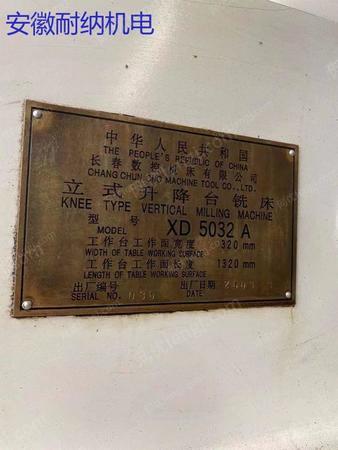 安徽耐纳机电
中华人民共和国
THE PEOPLE'S REPUBLIC OF CHINA
长春数控机床有限公司
CHANGCHUN CNC MACHINE TOOL CO.,LTD.
立式升降台铣床
KNEE TYPE VERTICAL MILLING MACHINE
型号
MODEL XD 5032 A
工作台工作面宽度 320 mm
WIDTH OF TABLE WORKING SURFACE
工作台工作面长度 1320 mm
LENGTH OF TABLE WORKING SURFACE
出厂编号 出厂日期
SERIAL NO. DATE